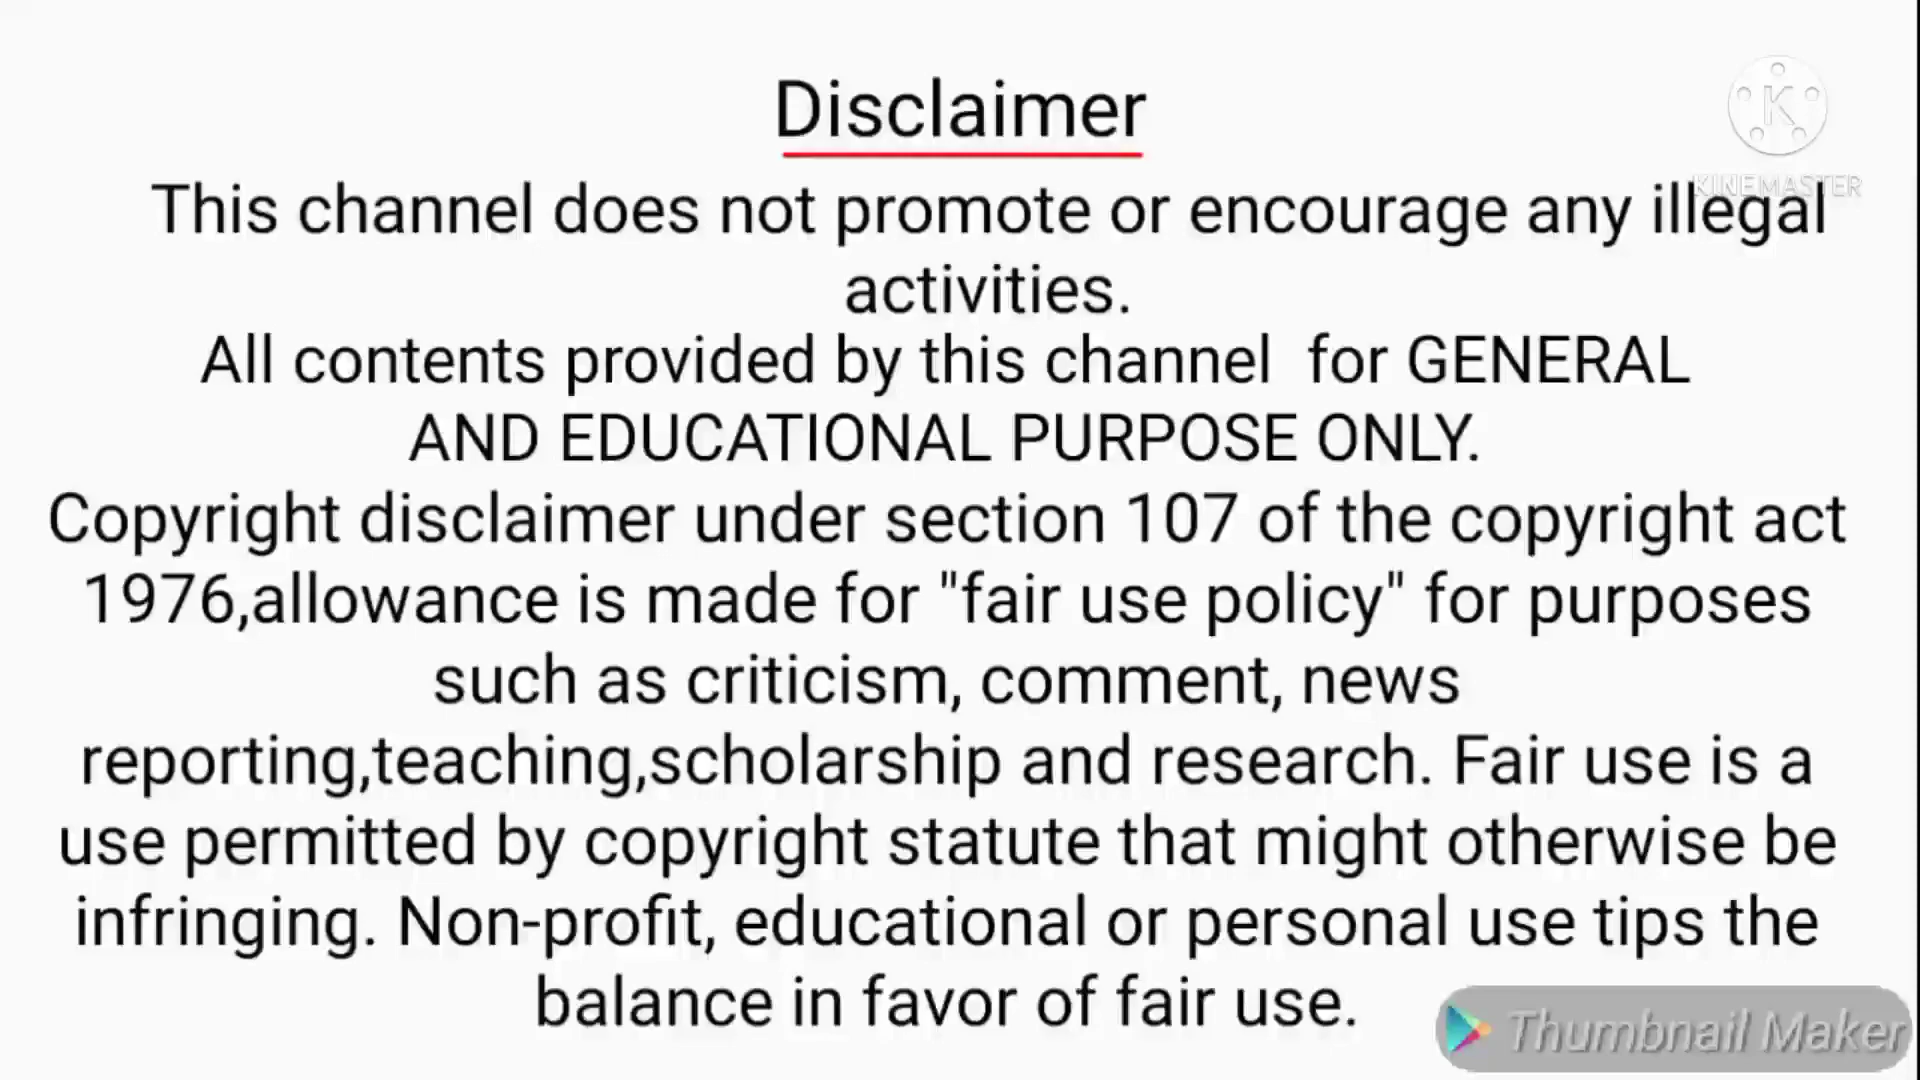 Disclaimer
KINEMASTER
This channel does not promote or encourage any illegal
activities.
All contents provided by this channel  for GENERAL
AND EDUCATIONAL PURPOSE ONLY.
Copyright disclaimer under section 107 of the copyright act
1976,allowance is made for "fair use policy" for purposes
such as criticism, comment, news
reporting,teaching,scholarship and research. Fair use is a
use permitted by copyright statute that might otherwise be
infringing. Non-profit, educational or personal use tips the
balance in favor of fair use.
Thumbnail Maker